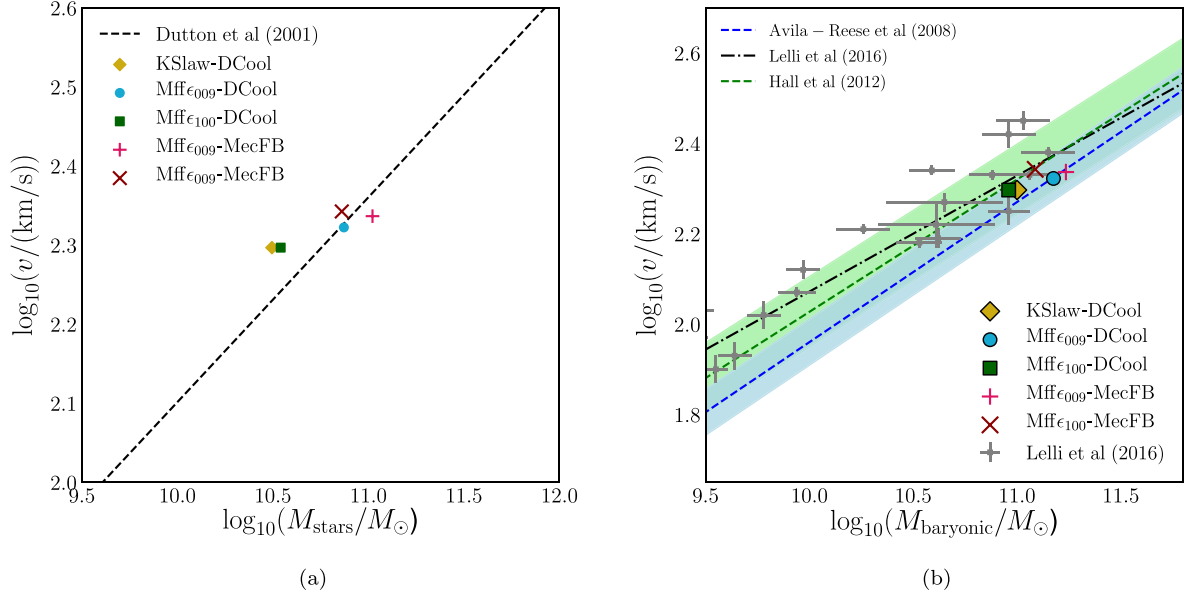 2.6
2.5
2.4
2.3
2.2
2.1
2.0
log₁₀(v/(km/s))
Dutton et al (2001)
KSlaw-DCool
Mffϵ₀₀₉-DCool
Mffϵ₁₀₀-DCool
Mffϵ₀₀₉-MecFB
Mffϵ₀₀₉-MecFB
9.5 10.0 10.5 11.0 11.5 12.0
log₁₀(M_stars/M_⊙)
(a)
2.6
2.4
2.2
2.0
1.8
log₁₀(v/(km/s))
Avila − Reese et al (2008)
Lelli et al (2016)
Hall et al (2012)
KSlaw-DCool
Mffϵ₀₀₉-DCool
Mffϵ₁₀₀-DCool
Mffϵ₀₀₉-MecFB
Mffϵ₁₀₀-MecFB
Lelli et al (2016)
9.5 10.0 10.5 11.0 11.5
log₁₀(M_baryonic/M_⊙)
(b)